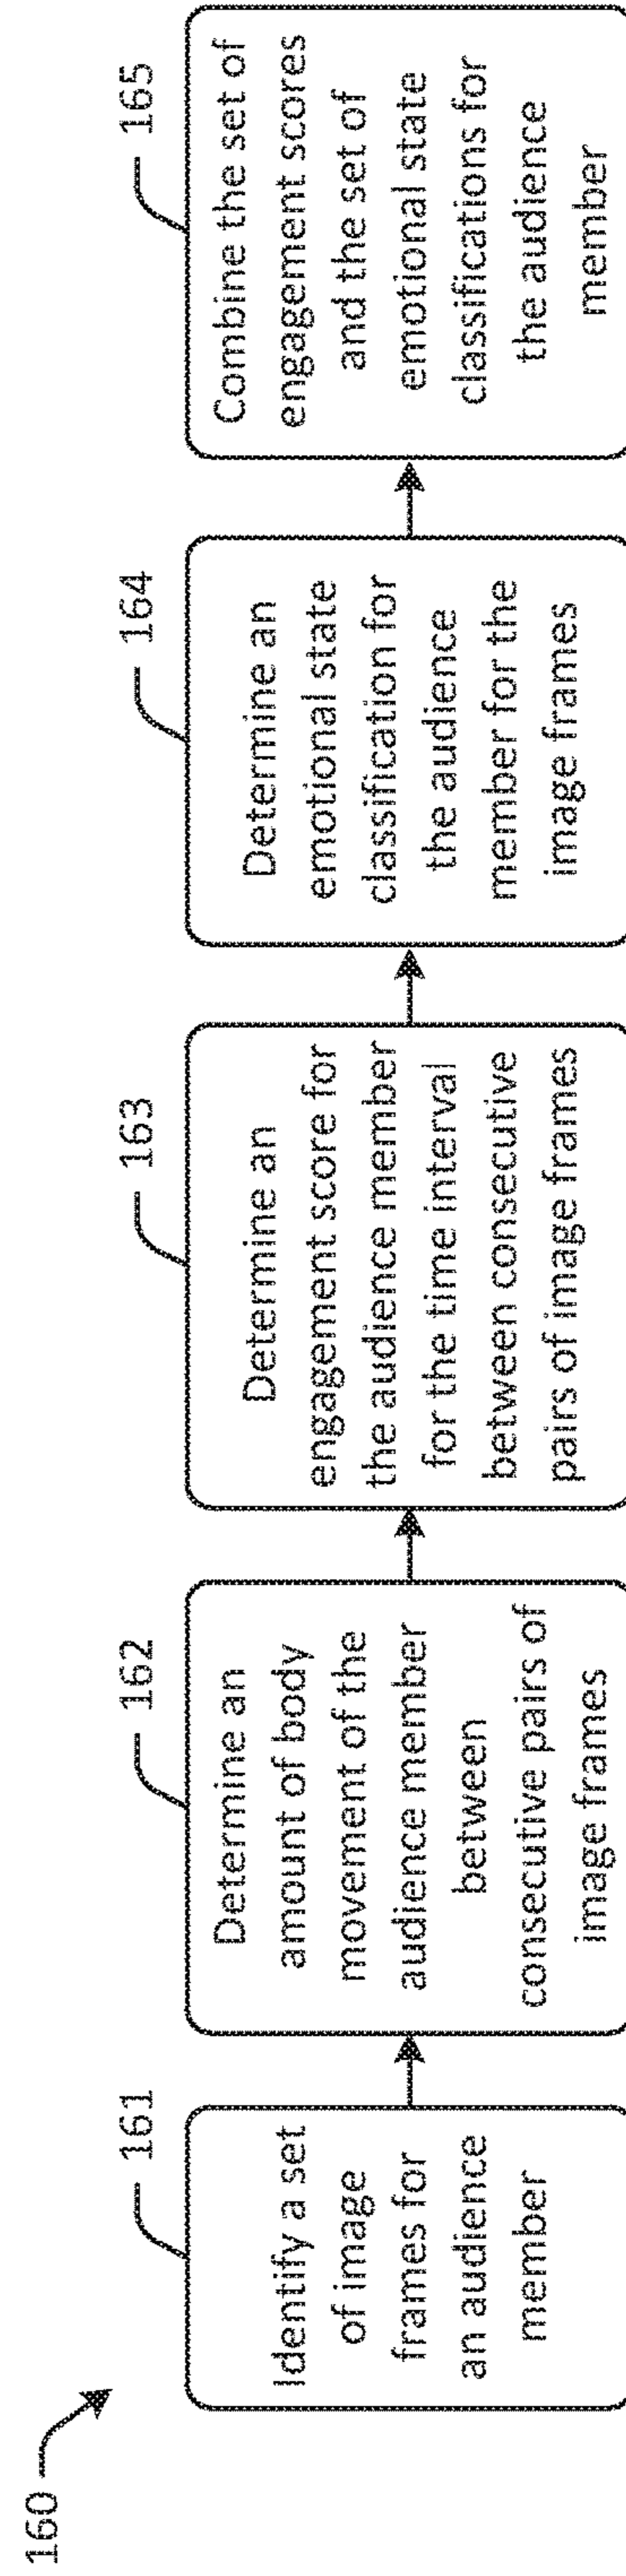 160
161
Identify a set
of image
frames for
an audience
member
162
Determine an
amount of body
movement of the
audience member
between
consecutive pairs of
image frames
163
Determine an
engagement score for
the audience member
for the time interval
between consecutive
pairs of image frames
164
Determine an
emotional state
classification for
the audience
member for the
image frames
165
Combine the set of
engagement scores
and the set of
emotional state
classifications for
the audience
member